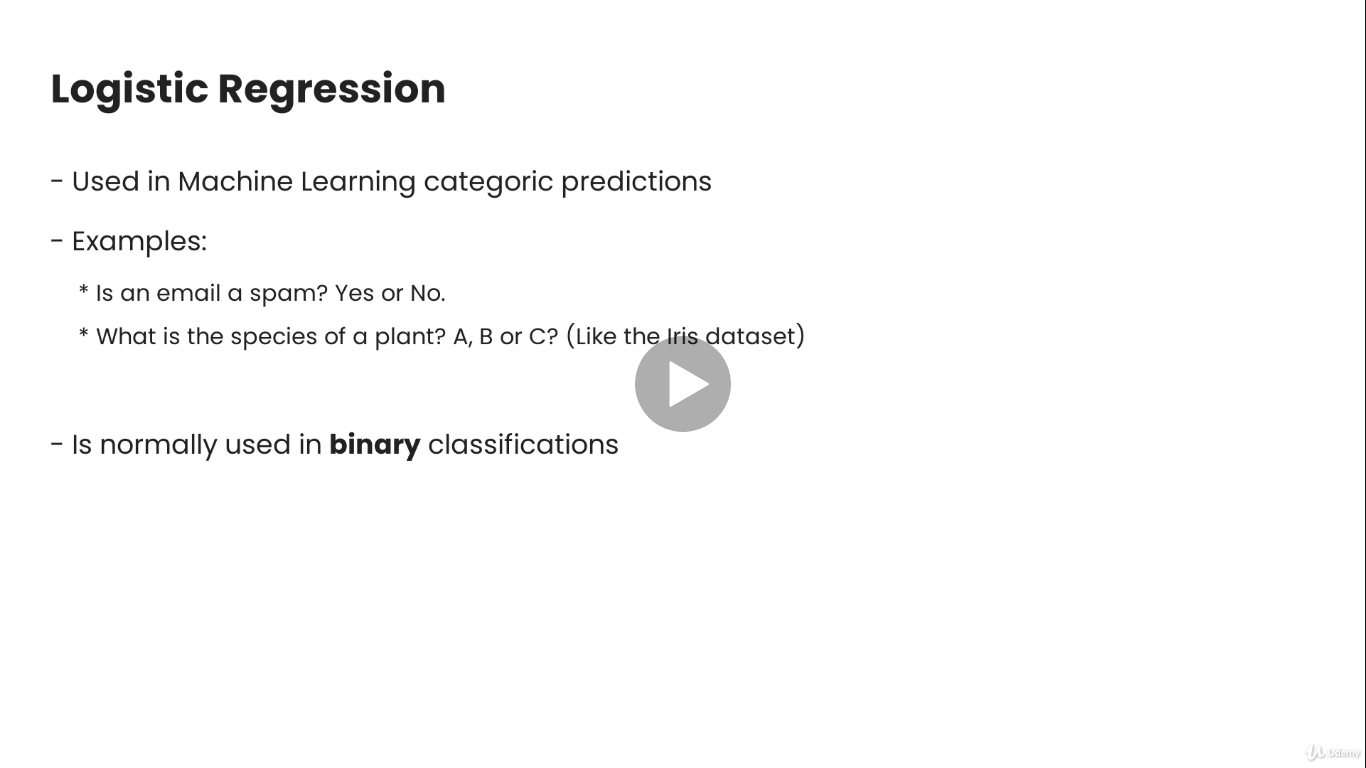 Logistic Regression
- Used in Machine Learning categoric predictions
- Examples:
* Is an email a spam? Yes or No.
* What is the species of a plant? A, B or C? (Like the Iris dataset)
- Is normally used in binary classifications
Udemy